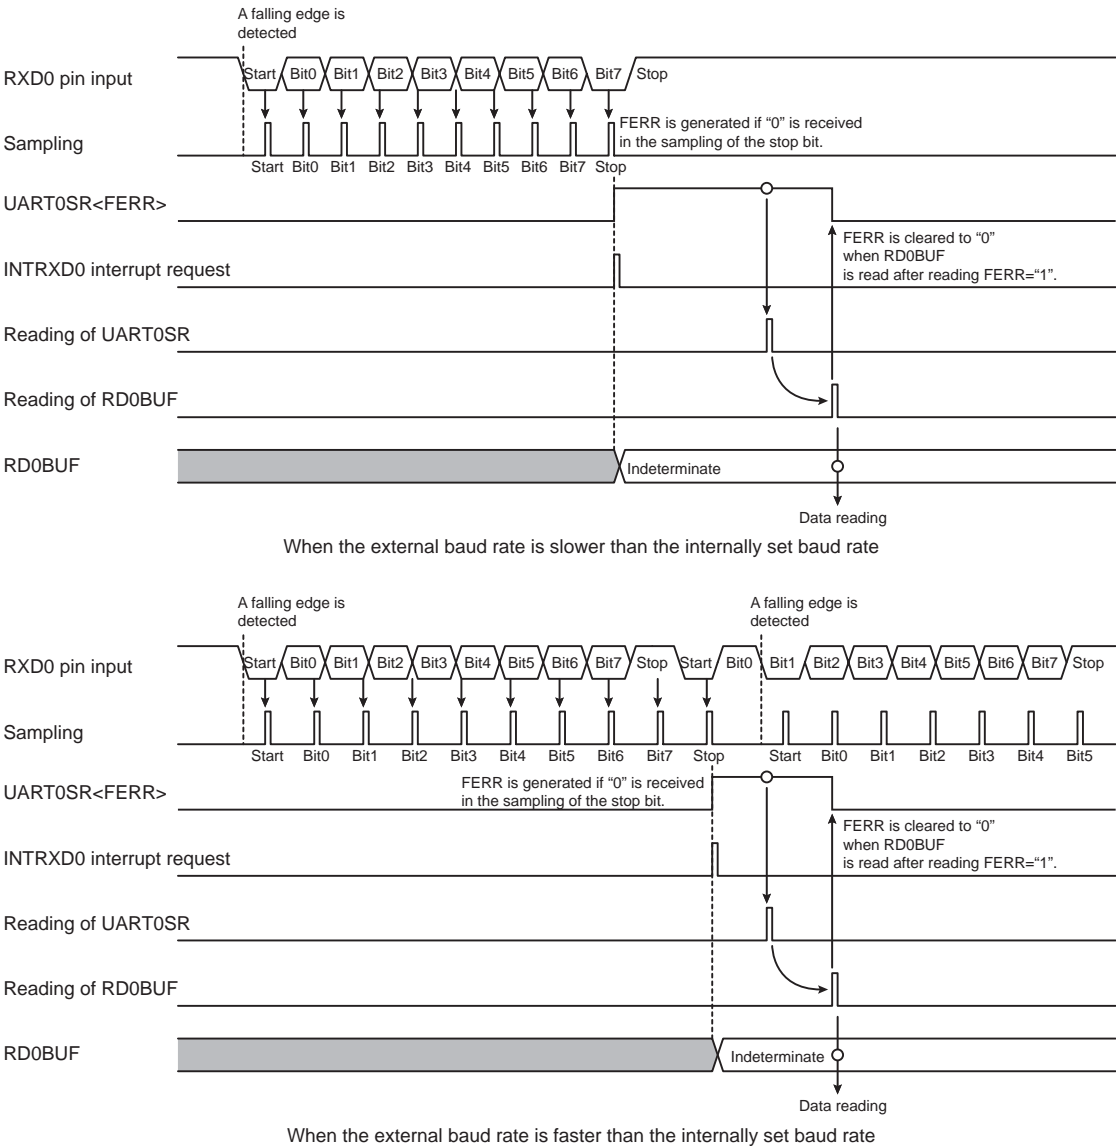 A falling edge is
detected
RXD0 pin input
Start Bit0 Bit1 Bit2 Bit3 Bit4 Bit5 Bit6 Bit7 Stop
FERR is generated if “0” is received
in the sampling of the stop bit.
Sampling
Start Bit0 Bit1 Bit2 Bit3 Bit4 Bit5 Bit6 Bit7 Stop
UART0SR<FERR>
FERR is cleared to “0”
when RD0BUF
is read after reading FERR=“1”.
INTRXD0 interrupt request
Reading of UART0SR
Reading of RD0BUF
RD0BUF
Indeterminate
Data reading
When the external baud rate is slower than the internally set baud rate
A falling edge is
detected
A falling edge is
detected
RXD0 pin input
Start Bit0 Bit1 Bit2 Bit3 Bit4 Bit5 Bit6 Bit7 Stop Start Bit0 Bit1 Bit2 Bit3 Bit4 Bit5 Bit6 Bit7 Stop
Sampling
Start Bit0 Bit1 Bit2 Bit3 Bit4 Bit5 Bit6 Bit7 Stop Start Bit0 Bit1 Bit2 Bit3 Bit4 Bit5
FERR is generated if “0” is received
in the sampling of the stop bit.
UART0SR<FERR>
FERR is cleared to “0”
when RD0BUF
is read after reading FERR=“1”.
INTRXD0 interrupt request
Reading of UART0SR
Reading of RD0BUF
RD0BUF
Indeterminate
Data reading
When the external baud rate is faster than the internally set baud rate